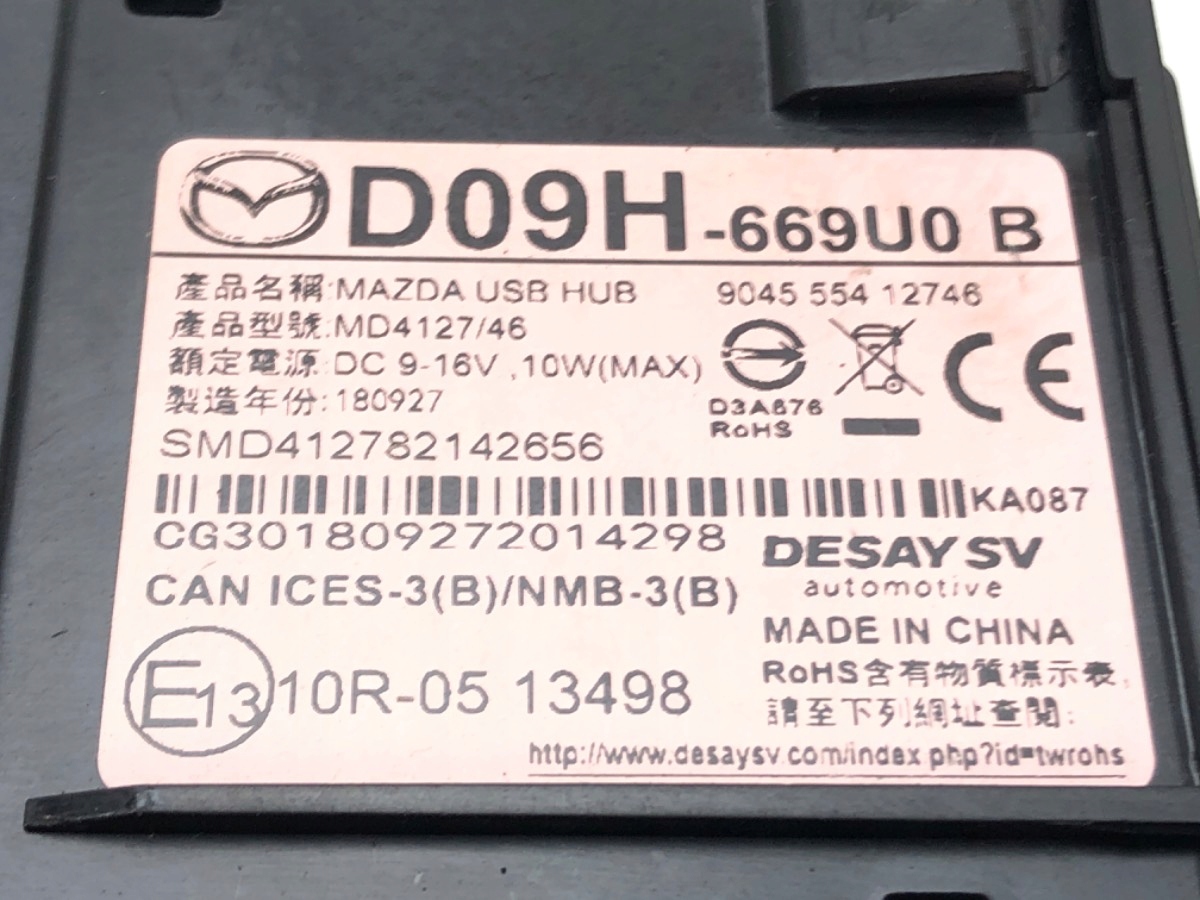 D09H-669U0 B
產品名稱:MAZDA USB HUB
9045 554 12746
產品型號:MD4127/46
額定電源:DC 9-16V ,10W(MAX)
製造年份:180927
D3A676
RoHS
CE
SMD412782142656
KA087
CG301809272014298
DESAY SV
automotive
CAN ICES-3(B)/NMB-3(B)
MADE IN CHINA
E13 10R-05 13498
RoHS含有物質標示表,
請至下列網址查閱:
http://www.desaysv.com/index.php?id=twrohs